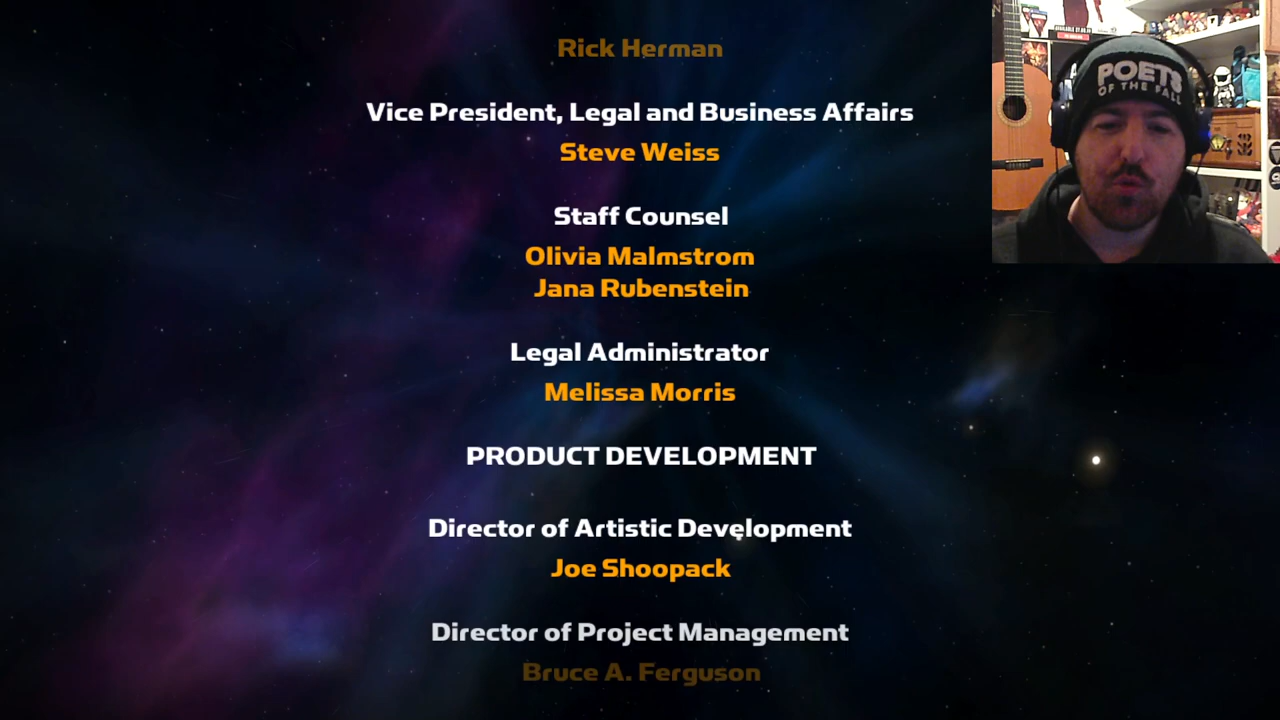 Rick Herman
Vice President, Legal and Business Affairs
Steve Weiss
Staff Counsel
Olivia Malmstrom
Jana Rubenstein
Legal Administrator
Melissa Morris
PRODUCT DEVELOPMENT
Director of Artistic Development
Joe Shoopack
Director of Project Management
Bruce A. Ferguson
POETS
OF THE FALL